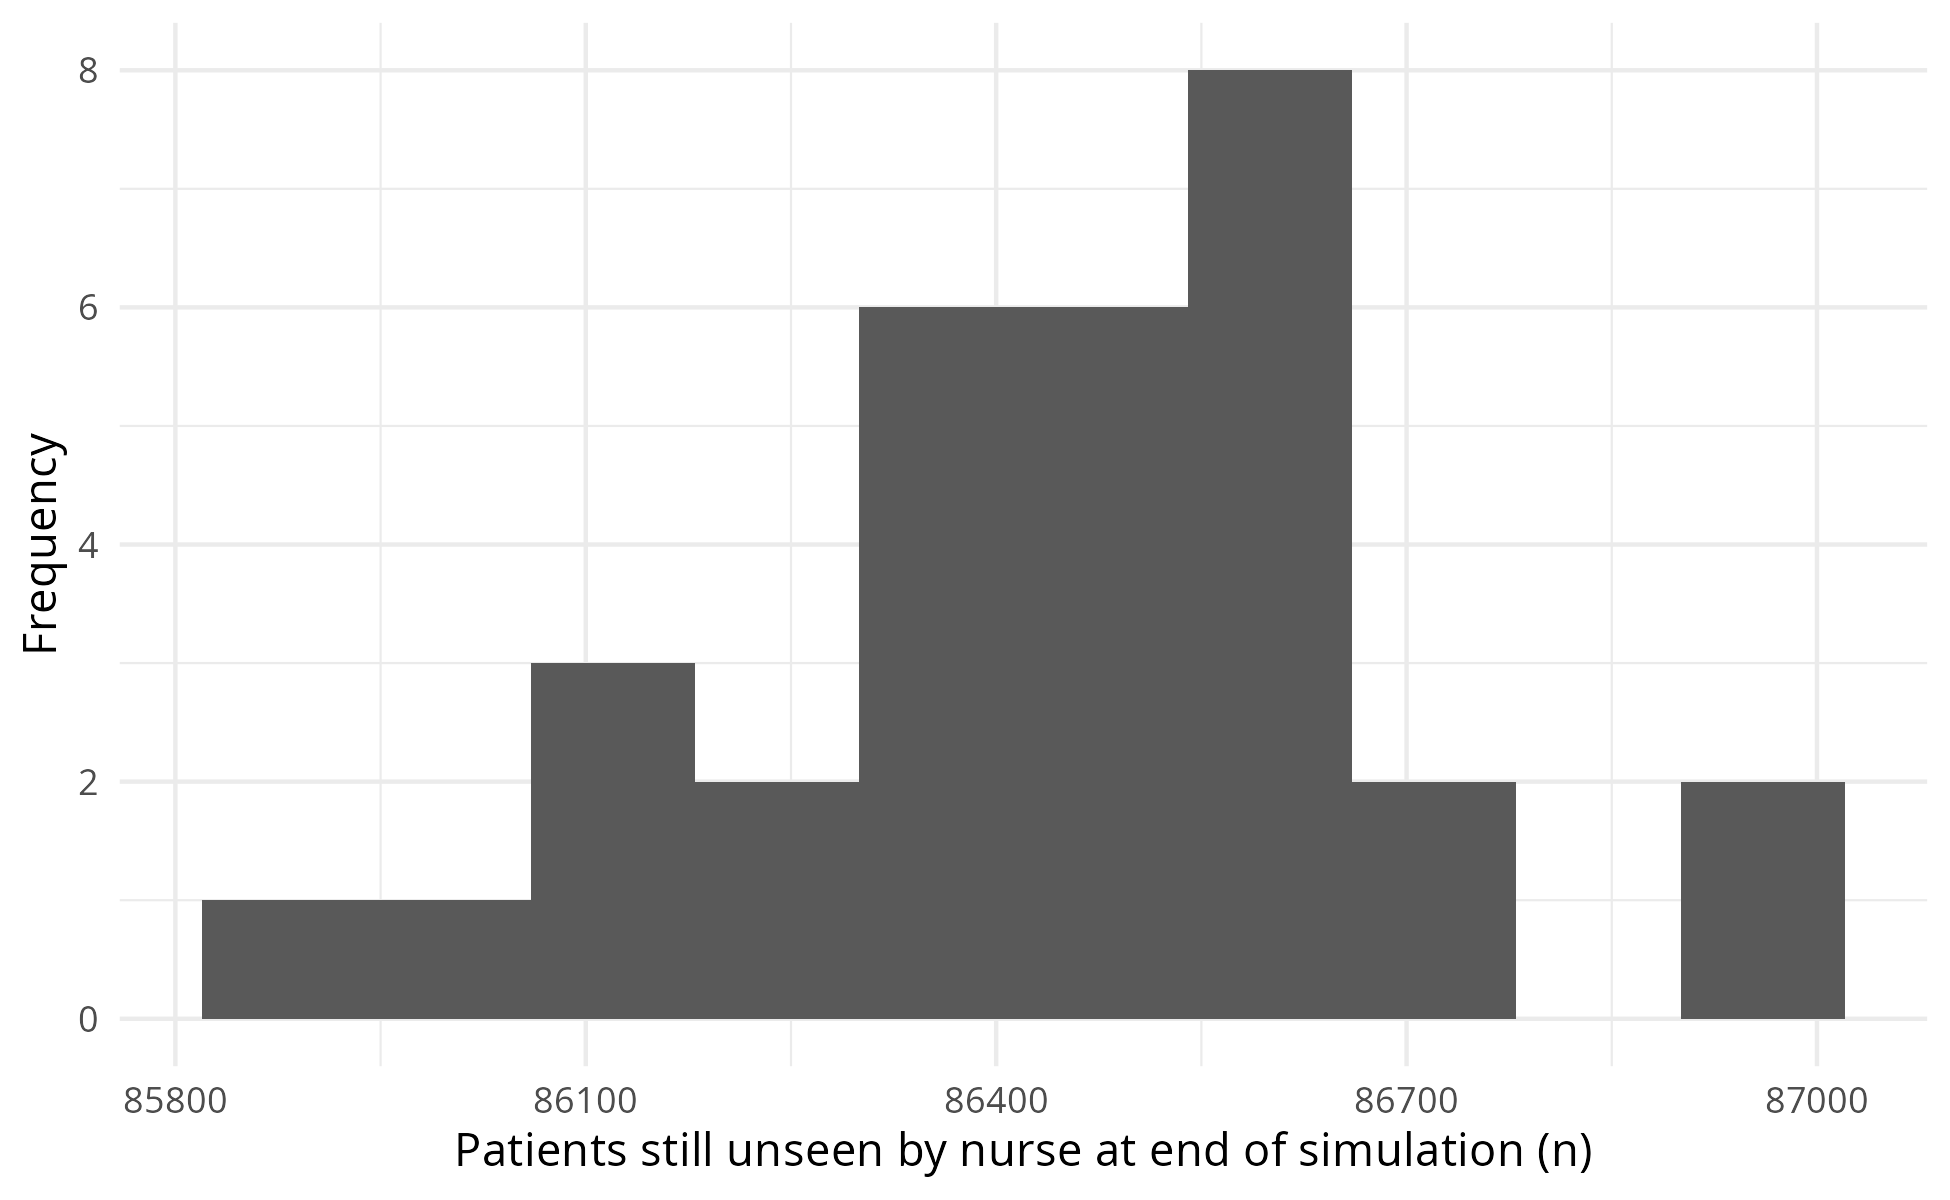 8
6
4
2
0
Frequency
85800 86100 86400 86700 87000
Patients still unseen by nurse at end of simulation (n)